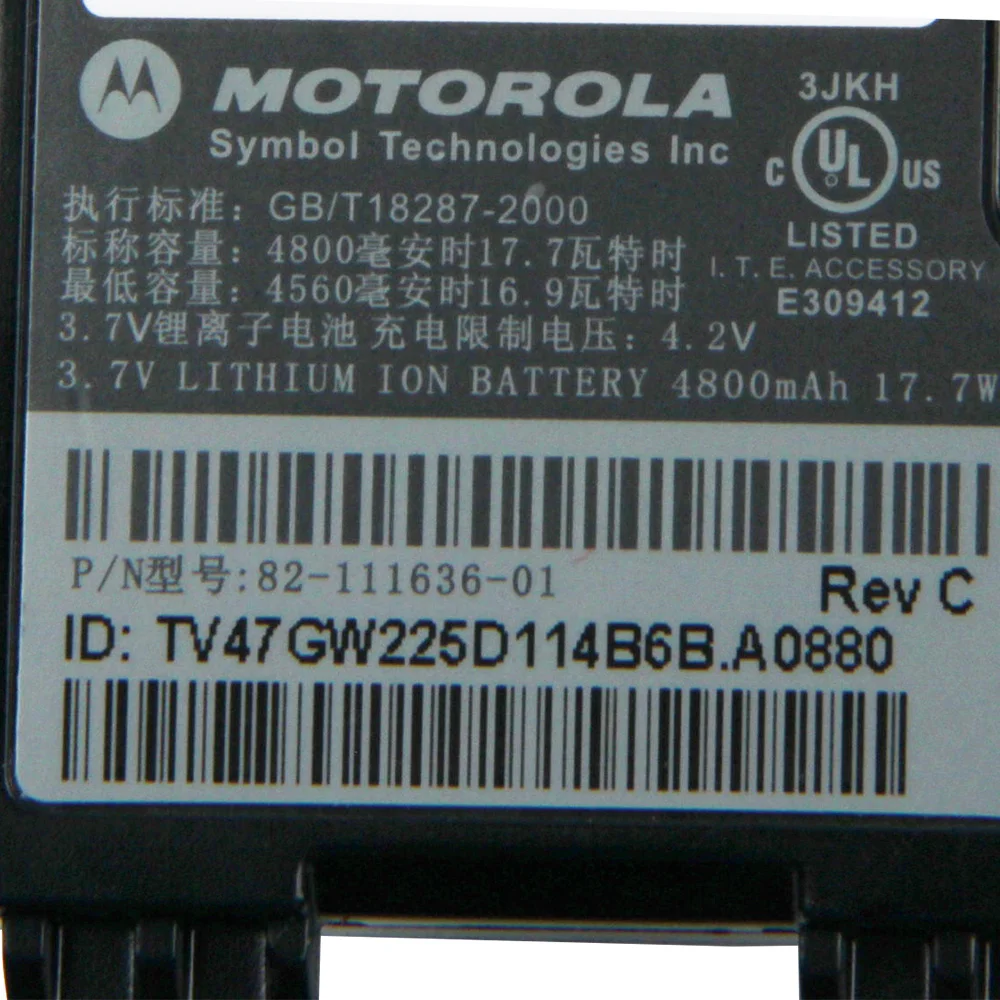 MOTOROLA
Symbol Technologies Inc
3JKH
C UL US
LISTED
I. T. E. ACCESSORY
E309412
执行标准：GB/T18287-2000
标称容量：4800毫安时17.7瓦特时
最低容量：4560毫安时16.9瓦特时
3.7V锂离子电池 充电限制电压：4.2V
3.7V LITHIUM ION BATTERY 4800mAh 17.7W
P/N型号:82-111636-01
Rev C
ID: TV47GW225D114B6B.A0880